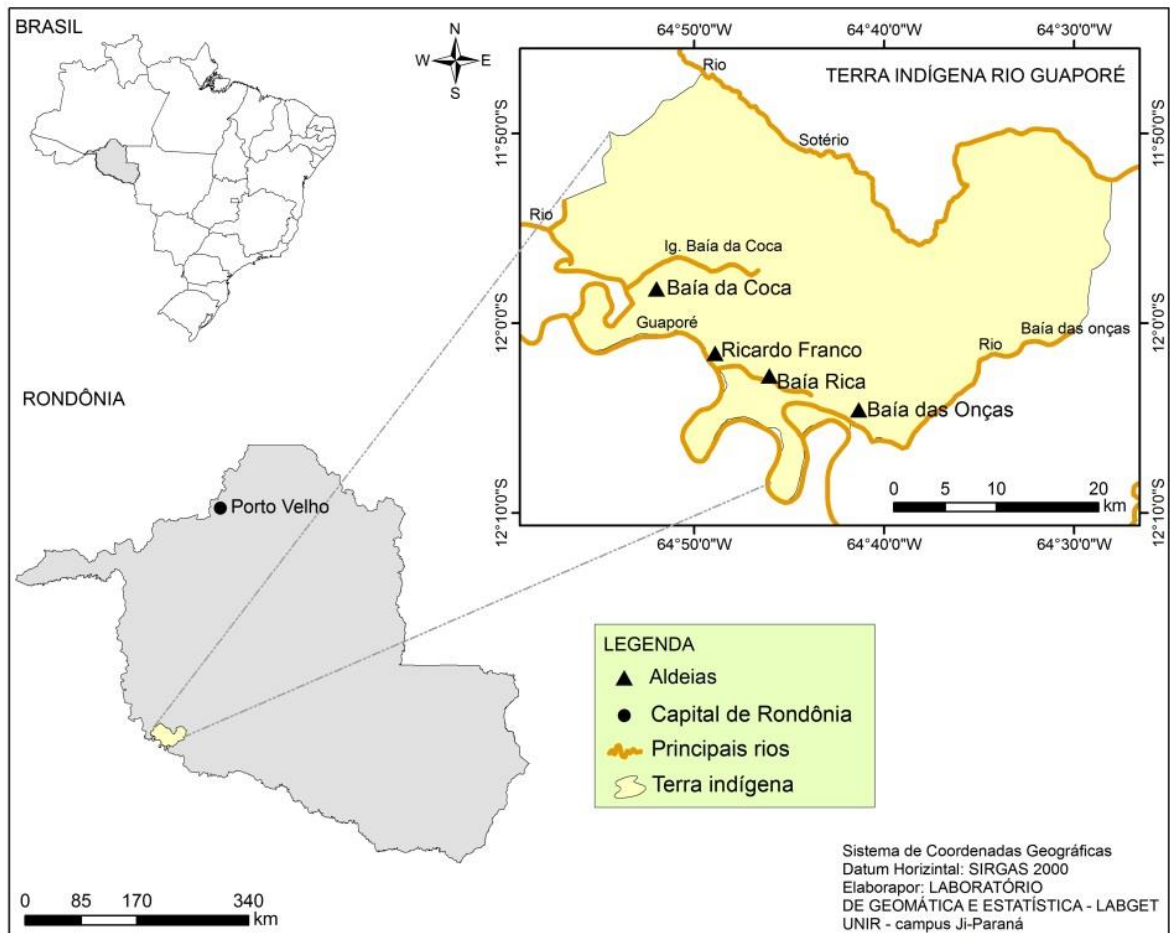 BRASIL
N
W E
S
RONDÔNIA
Porto Velho
0 85 170 340
km
64°50'0"W 64°40'0"W 64°30'0"W
TERRA INDÍGENA RIO GUAPORÉ
Rio
Sotério
11°50'0"S
11°50'0"S
Rio
Ig. Baía da Coca
Baía da Coca
Guaporé
12°0'0"S
12°0'0"S
Ricardo Franco
Baía Rica
Rio
Baía das onças
Baía das Onças
0 5 10 20
km
12°10'0"S
12°10'0"S
64°50'0"W 64°40'0"W 64°30'0"W
LEGENDA
Aldeias
Capital de Rondônia
Principais rios
Terra indígena
Sistema de Coordenadas Geográficas
Datum Horizintal: SIRGAS 2000
Elaborapor: LABORATÓRIO
DE GEOMÁTICA E ESTATÍSTICA - LABGET
UNIR - campus Ji-Paraná